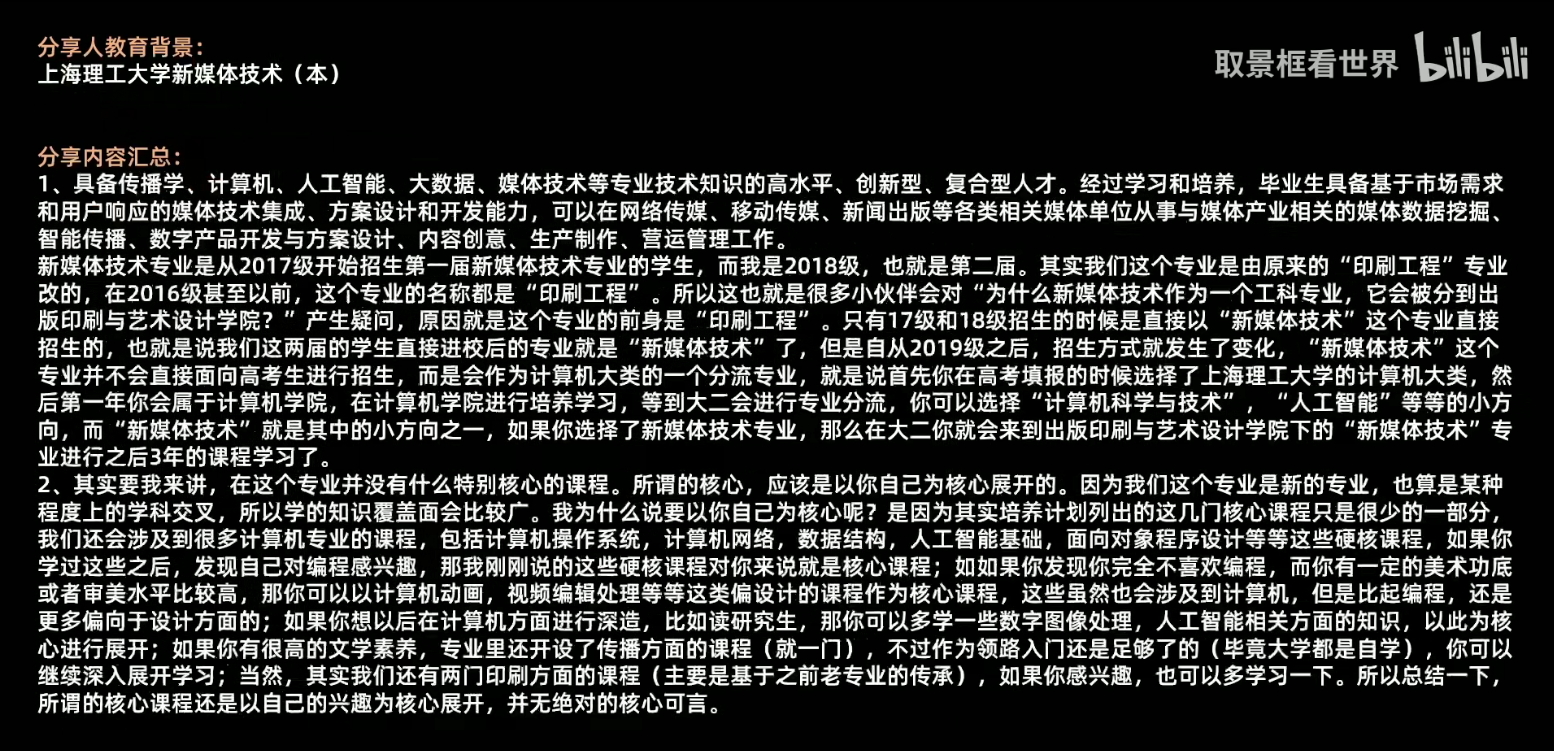 分享人教育背景：
上海理工大学新媒体技术（本）
取景框看世界 bilibili
分享内容汇总：
1、具备传播学、计算机、人工智能、大数据、媒体技术等专业技术知识的高水平、创新型、复合型人才。经过学习和培养，毕业生具备基于市场需求
和用户响应的媒体技术集成、方案设计和开发能力，可以在网络传媒、移动传媒、新闻出版等各类相关媒体单位从事与媒体产业相关的媒体数据挖掘、
智能传播、数字产品开发与方案设计、内容创意、生产制作、营运管理工作。
新媒体技术专业是从2017级开始招生第一届新媒体技术专业的学生，而我是2018级，也就是第二届。其实我们这个专业是由原来的“印刷工程”专业
改的，在2016级甚至以前，这个专业的名称都是“印刷工程”。所以这也就是很多小伙伴会对“为什么新媒体技术作为一个工科专业，它会被分到出
版印刷与艺术设计学院？”产生疑问，原因就是这个专业的前身是“印刷工程”。只有17级和18级招生的时候是直接以“新媒体技术”这个专业直接
招生的，也就是说我们这两届的学生直接进校后的专业就是“新媒体技术”了，但是自从2019级之后，招生方式就发生了变化，“新媒体技术”这个
专业并不会直接面向高考生进行招生，而是会作为计算机大类的一个分流专业，就是说首先你在高考填报的时候选择了上海理工大学的计算机大类，然
后第一年你会属于计算机学院，在计算机学院进行培养学习，等到大二会进行专业分流，你可以选择“计算机科学与技术”，“人工智能”等等的小方
向，而“新媒体技术”就是其中的小方向之一，如果你选择了新媒体技术专业，那么在大二你就会来到出版印刷与艺术设计学院下的“新媒体技术”专
业进行之后3年的课程学习了。
2、其实要我来讲，在这个专业并没有什么特别核心的课程。所谓的核心，应该是以你自己为核心展开的。因为我们这个专业是新的专业，也算是某种
程度上的学科交叉，所以学的知识覆盖面会比较广。我为什么说要以你自己为核心呢？是因为其实培养计划列出的这几门核心课程只是很少的一部分，
我们还会涉及到很多计算机专业的课程，包括计算机操作系统，计算机网络，数据结构，人工智能基础，面向对象程序设计等等这些硬核课程，如果你
学过这些之后，发现自己对编程感兴趣，那我刚刚说的这些硬核课程对你来说就是核心课程；如如果你发现你完全不喜欢编程，而你有一定的美术功底
或者审美水平比较高，那你可以以计算机动画，视频编辑处理等等这类偏设计的课程作为核心课程，这些虽然也会涉及到计算机，但是比起编程，还是
更多偏向于设计方面的；如果你想以后在计算机方面进行深造，比如读研究生，那你可以多学一些数字图像处理，人工智能相关方面的知识，以此为核
心进行展开；如果你有很高的文学素养，专业里还开设了传播方面的课程（就一门），不过作为领路入门还是足够了的（毕竟大学都是自学），你可以
继续深入展开学习；当然，其实我们还有两门印刷方面的课程（主要是基于之前老专业的传承），如果你感兴趣，也可以多学习一下。所以总结一下，
所谓的核心课程还是以自己的兴趣为核心展开，并无绝对的核心可言。